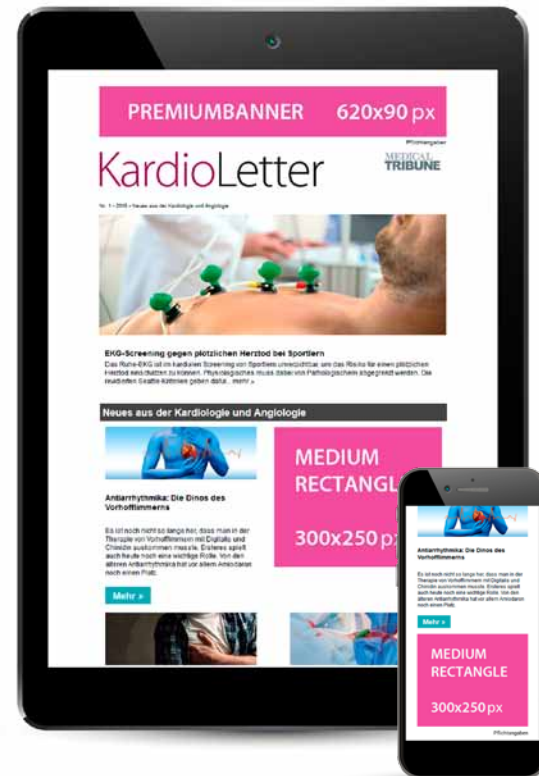 PREMIUMBANNER 620x90 px
Pflichtangaben
KardioLetter
MEDICAL
TRIBUNE
Neues aus der Kardiologie und Angiologie
EKG-Screening gegen plötzlichen Herztod bei Sportlern
Das Ruhe-EKG ist im kardialen Screening von Sportlern unverzichtbar, um das Risiko für einen plötzlichen
Herztod einschätzen zu können. Physiologisches muss dabei von Pathologischem abgegrenzt werden. Die
revidierten Seattle-Kriterien geben dafür... mehr »
Neues aus der Kardiologie und Angiologie
Antiarrhythmika: Die Dinos des
Vorhofflimmerns
Es ist noch nicht so lange her, dass man in der
Therapie von Vorhofflimmern mit Digitalis und
Chinidin auskommen musste. Ersteres spielt
auch heute noch eine wichtige Rolle. Von den
älteren Antiarrhythmika hat vor allem Amiodaron
noch einen Platz.
Mehr »
MEDIUM
RECTANGL
300x250 p
Antiarrhythmika: Die Dinos des
Vorhofflimmerns
Es ist noch nicht so lange her, dass man in der
Therapie von Vorhofflimmern mit Digitalis und
Chinidin auskommen musste. Ersteres spielt
auch heute noch eine wichtige Rolle. Von den
älteren Antiarrhythmika hat vor allem Amiodaron
noch einen Platz.
Mehr »
MEDIUM
RECTANGLE
300x250 px
Pflichtangaben